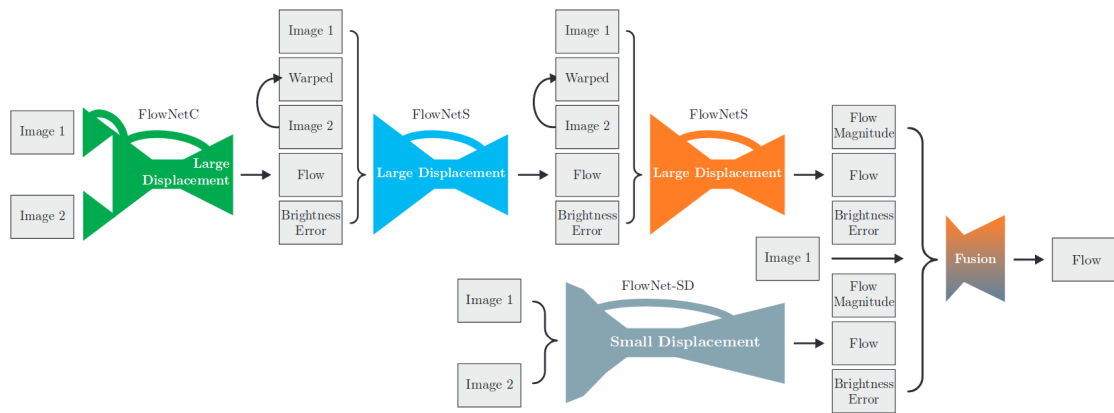 Image 1
Image 2
FlowNetC
Large
Displacement
Image 1
Warped
Image 2
Flow
Brightness
Error
FlowNetS
Large Displacement
Image 1
Warped
Image 2
Flow
Brightness
Error
FlowNetS
Large Displacement
Flow
Magnitude
Flow
Brightness
Error
Image 1
Image 1
Image 2
FlowNet-SD
Small Displacement
Flow
Magnitude
Flow
Brightness
Error
Fusion
Flow